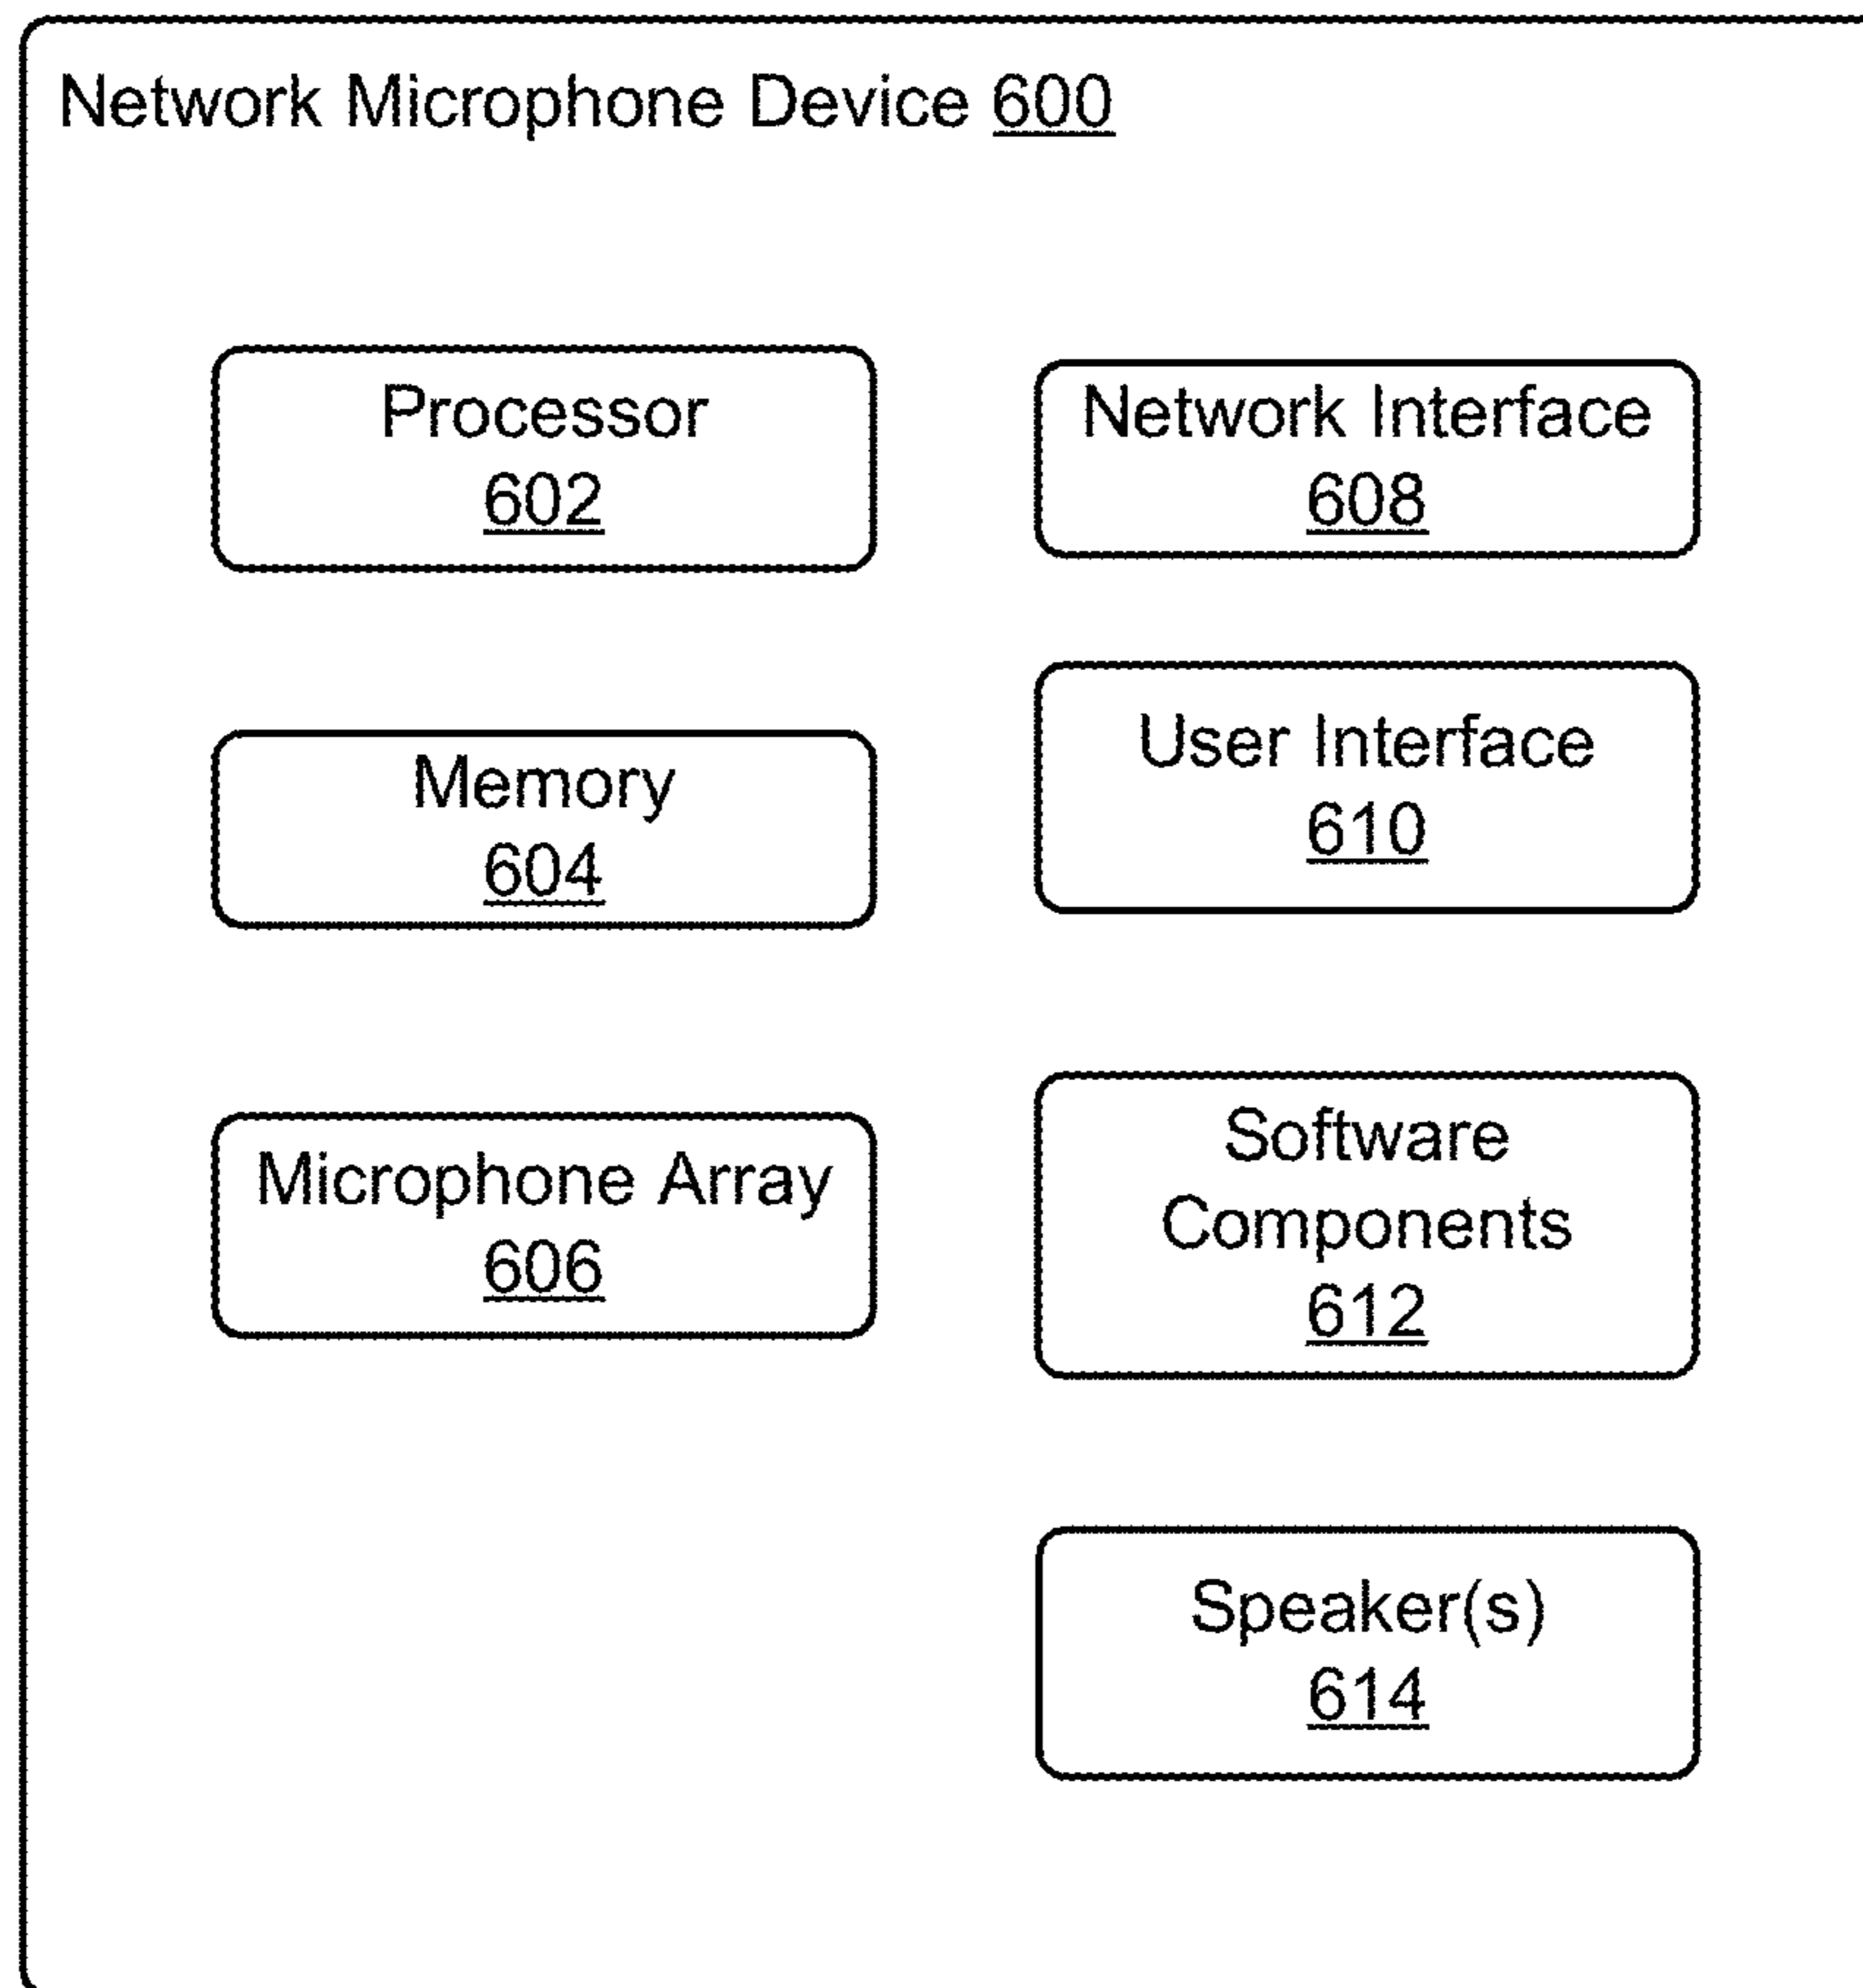 Network Microphone Device 600
Processor
602
Memory
604
Microphone Array
606
Network Interface
608
User Interface
610
Software
Components
612
Speaker(s)
614